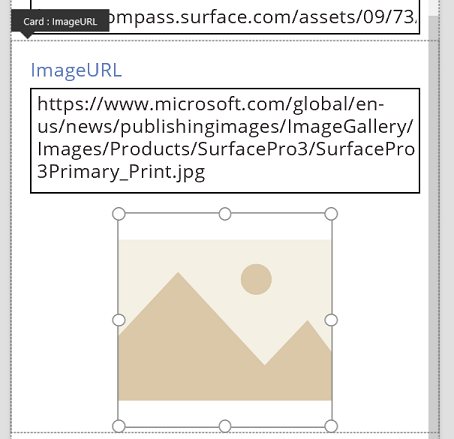 ompass.surface.com/assets/09/73
Card : ImageURL
ImageURL
https://www.microsoft.com/global/en-
us/news/publishingimages/ImageGallery/
Images/Products/SurfacePro3/SurfacePro
3Primary_Print.jpg